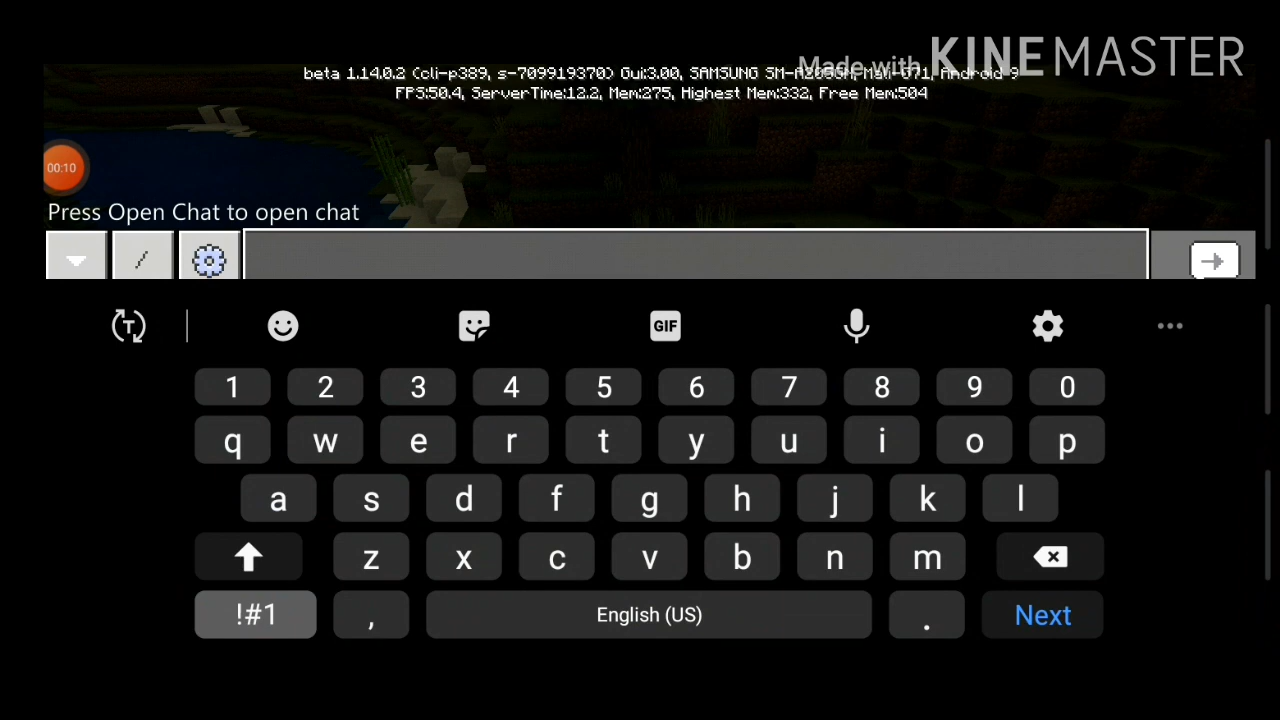 Made with KINEMASTER
beta 1.14.0.2 (cli-p389, s-709919370) Gui:3.00, SAMSUNG Mali-G71, Android 9
FPS:50.4, ServerTime:12.2, Mem:275, Highest Mem:332, Free Mem:504
00:10
Press Open Chat to open chat
/
T
GIF
1 2 3 4 5 6 7 8 9 0
q w e r t y u i o p
a s d f g h j k l
z x c v b n m
!#1 , English (US) . Next